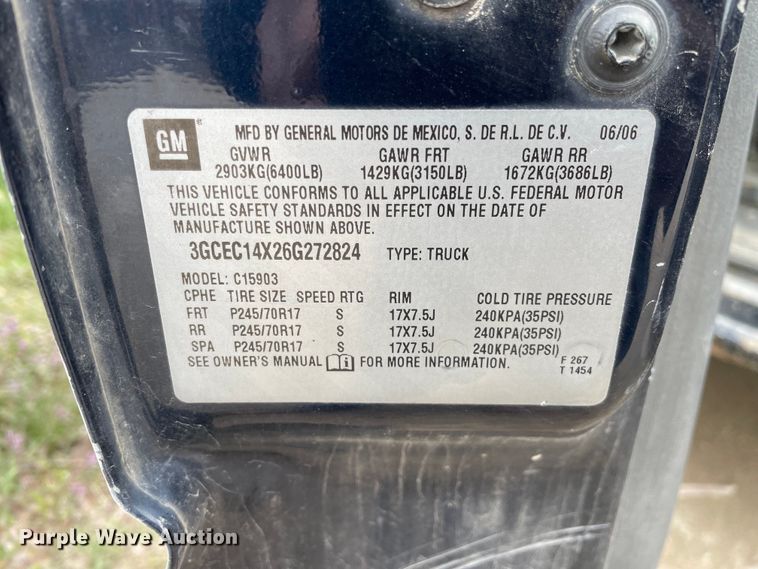 GM ® MFD BY GENERAL MOTORS DE MEXICO, S. DE R.L. DE C.V. 06/06
GVWR GAWR FRT GAWR RR
2903KG(6400LB) 1429KG(3150LB) 1672KG(3686LB)
THIS VEHICLE CONFORMS TO ALL APPLICABLE U.S. FEDERAL MOTOR
VEHICLE SAFETY STANDARDS IN EFFECT ON THE DATE OF
MANUFACTURE SHOWN ABOVE.
3GCEC14X26G272824 TYPE: TRUCK
MODEL: C15903
CPHE TIRE SIZE SPEED RTG RIM COLD TIRE PRESSURE
FRT P245/70R17 S 17X7.5J 240KPA(35PSI)
RR P245/70R17 S 17X7.5J 240KPA(35PSI)
SPA P245/70R17 S 17X7.5J 240KPA(35PSI)
SEE OWNER'S MANUAL FOR MORE INFORMATION. F 267
T 1454
Purple Wave Auction